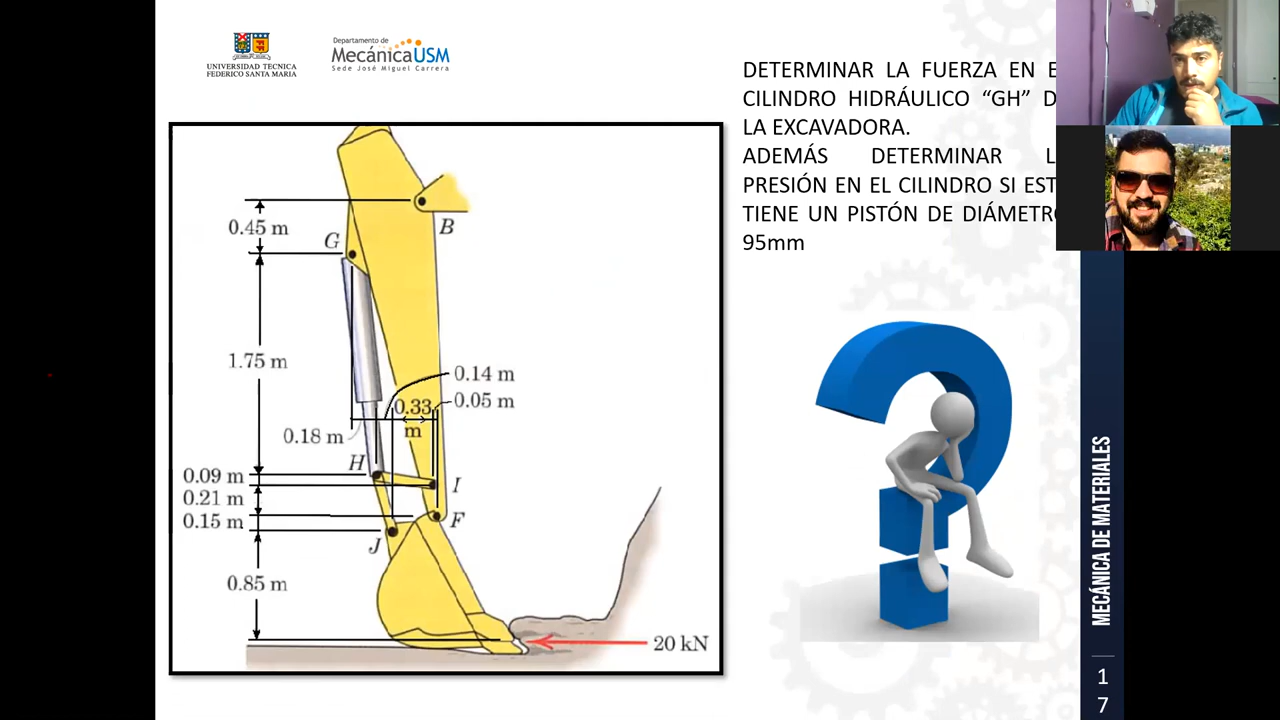 UNIVERSIDAD TECNICA
FEDERICO SANTA MARIA
Departamento de
MecánicaUSM
Sede José Miguel Carrera
DETERMINAR LA FUERZA EN
CILINDRO HIDRÁULICO “GH”
LA EXCAVADORA.
ADEMÁS DETERMINAR
PRESIÓN EN EL CILINDRO SI
TIENE UN PISTÓN DE DIÁMETRO
95mm
0.45 m
B
G
1.75 m
0.14 m
0.33
m
0.05 m
0.18 m
H
0.09 m
I
0.21 m
0.15 m
F
J
0.85 m
20 kN
MECÁNICA DE MATERIALES
1
7